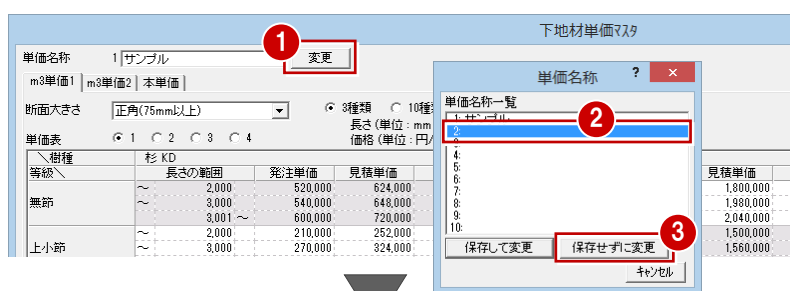 下地材単価ﾏｽﾀ
単価名称 1 サンプル 変更
1
m3単価1 m3単価2 本単価
断面大きさ 正角(75mm以上) 3種類 10種
長さ(単位：mm
単価表 1 2 3 4 価格(単位：円/
＼樹種 杉 KD
等級＼ 長さの範囲 発注単価 見積単価 見積単価
無節 ～ 2,000 520,000 624,000 1,800,000
～ 3,000 540,000 648,000 1,980,000
3,001 ～ 600,000 720,000 2,040,000
上小節 ～ 2,000 210,000 252,000 1,500,000
～ 3,000 270,000 324,000 1,560,000
単価名称 ? ×
単価名称一覧
1: サンプル
2:
2
4:
5:
6:
7:
8:
9:
10:
3
保存して変更 保存せずに変更
ｷｬﾝｾﾙ